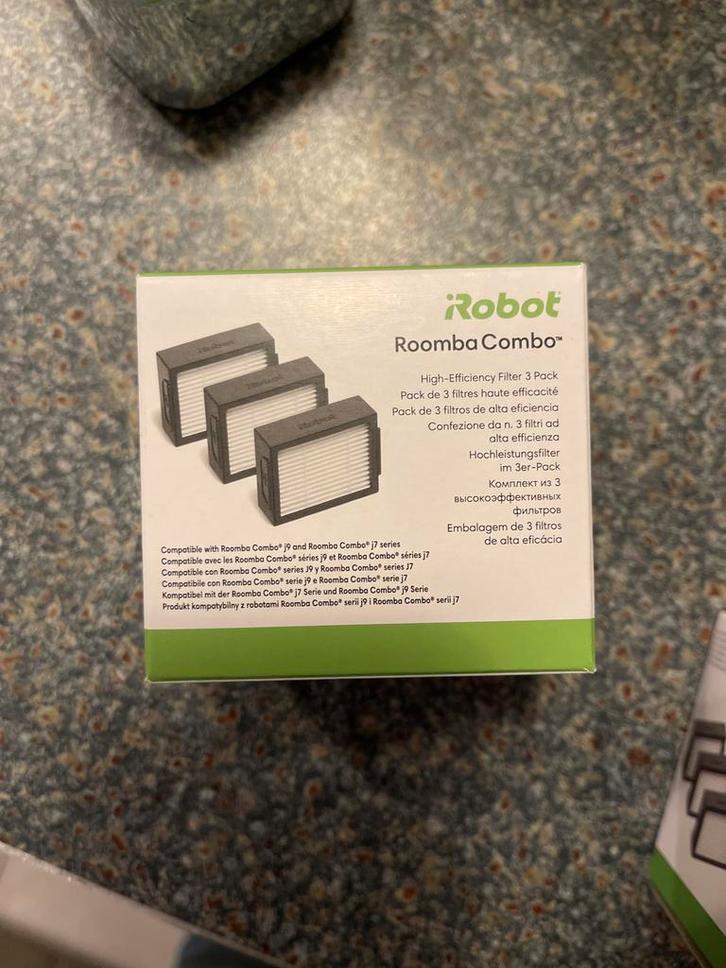 iRobot
Roomba Combo™
High-Efficiency Filter 3 Pack
Pack de 3 filtres haute efficacité
Pack de 3 filtros de alta eficiencia
Confezione da n. 3 filtri ad
alta efficienza
Hochleistungsfilter
im 3er-Pack
Комплект из 3
высокоэффективных
фильтров
Embalagem de 3 filtros
de alta eficácia
iRobot
iRobot
iRobot
Compatible with Roomba Combo® j9 and Roomba Combo® j7 series
Compatible avec les Roomba Combo® séries j9 et Roomba Combo® séries j7
Compatible con Roomba Combo® series J9 y Roomba Combo® series J7
Compatibile con Roomba Combo® serie j9 e Roomba Combo® serie j7
Kompatibel mit der Roomba Combo® j7 Serie und Roomba Combo® j9 Serie
Produkt kompatybilny z robotami Roomba Combo® serii j9 i Roomba Combo® serii j7